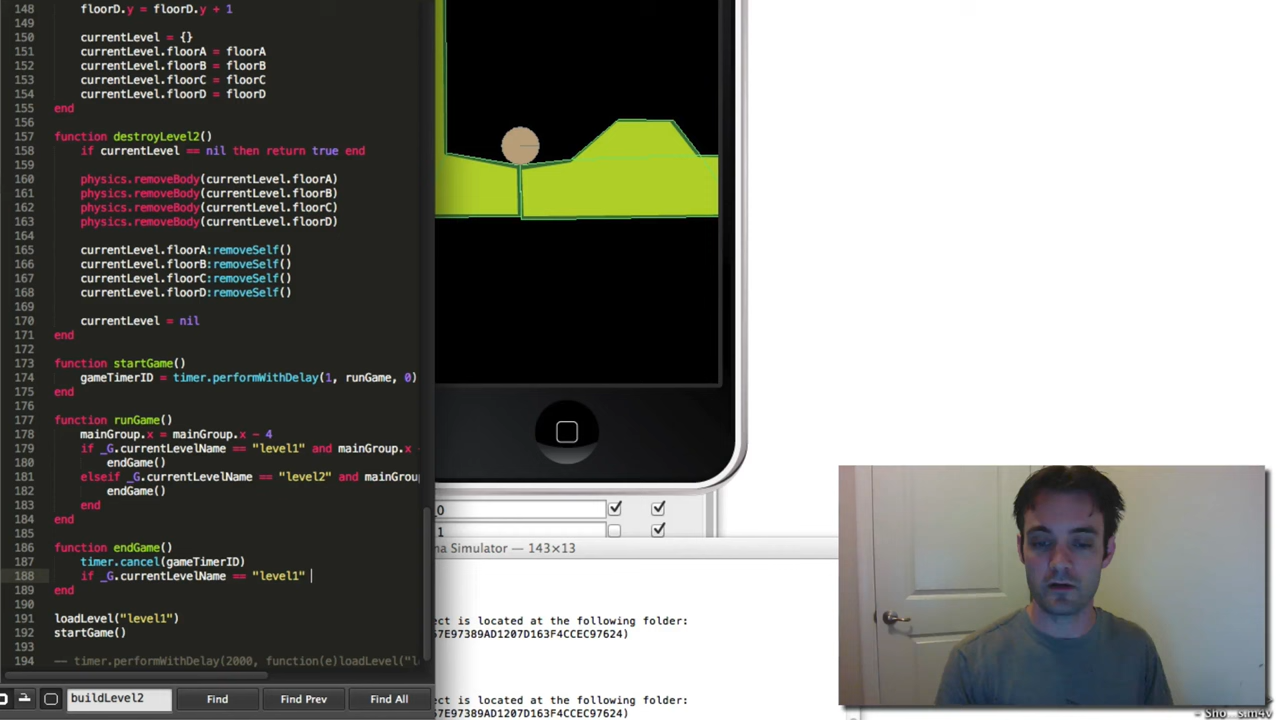 148 floorD.y = floorD.y + 1
149
150 currentLevel = {}
151 currentLevel.floorA = floorA
152 currentLevel.floorB = floorB
153 currentLevel.floorC = floorC
154 currentLevel.floorD = floorD
155 end
156
157 function destroyLevel2()
158 if currentLevel == nil then return true end
159
160 physics.removeBody(currentLevel.floorA)
161 physics.removeBody(currentLevel.floorB)
162 physics.removeBody(currentLevel.floorC)
163 physics.removeBody(currentLevel.floorD)
164
165 currentLevel.floorA:removeSelf()
166 currentLevel.floorB:removeSelf()
167 currentLevel.floorC:removeSelf()
168 currentLevel.floorD:removeSelf()
169
170 currentLevel = nil
171 end
172
173 function startGame()
174 gameTimerID = timer.performWithDelay(1, runGame, 0)
175 end
176
177 function runGame()
178 mainGroup.x = mainGroup.x - 4
179 if _G.currentLevelName == "level1" and mainGroup.x
180 endGame()
181 elseif _G.currentLevelName == "level2" and mainGrou
182 endGame()
183 end
184 end
185
186 function endGame()
187 timer.cancel(gameTimerID)
188 if _G.currentLevelName == "level1"
189 end
190
191 loadLevel("level1")
192 startGame()
193
194 -- timer.performWithDelay(2000, function(e)loadLevel("l
buildLevel2 Find Find Prev Find All
_0
_1
na Simulator — 143×13
ect is located at the following folder:
57E97389AD1207D163F4CCEC97624)
ect is located at the following folder:
57E97389AD1207D163F4CCEC97624)
- Sho...s.m4v